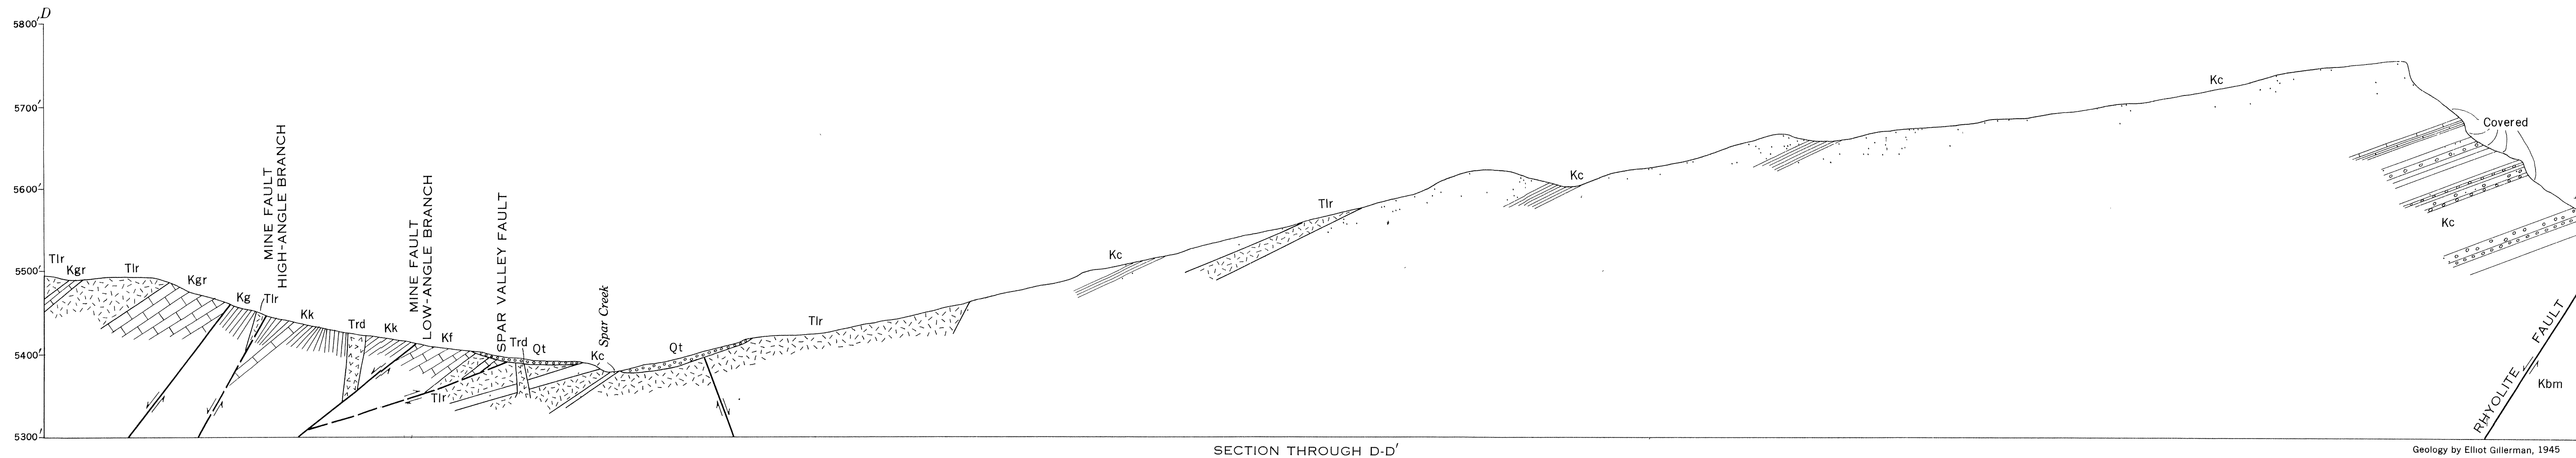 D
5800'
5700'
5600'
5500'
5400'
5300'
Tlr
Kgr
Tlr
Kgr
Kg
Tlr
MINE FAULT
HIGH-ANGLE BRANCH
Kk
Trd
Kk
MINE FAULT
LOW-ANGLE BRANCH
Kf
Tlr
SPAR VALLEY FAULT
Trd
Qt
Kc
Spar Creek
Qt
Tlr
Kc
Tlr
Kc
Kc
Covered
Kc
RHYOLITE FAULT
Kbm
SECTION THROUGH D-D'
Geology by Elliot Gillerman, 1945